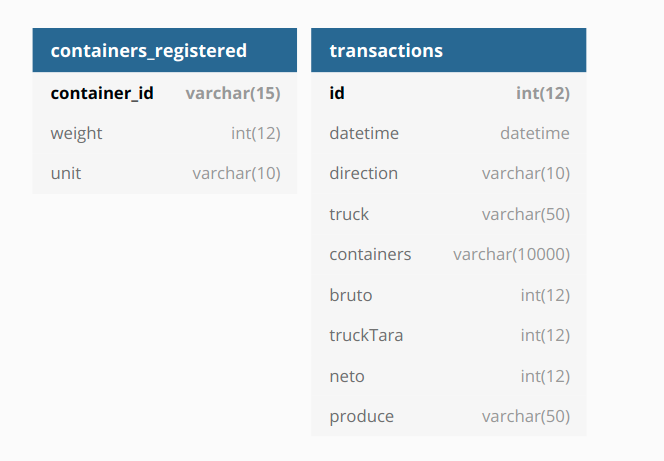 containers_registered
container_id varchar(15)
weight int(12)
unit varchar(10)
transactions
id int(12)
datetime datetime
direction varchar(10)
truck varchar(50)
containers varchar(10000)
bruto int(12)
truckTara int(12)
neto int(12)
produce varchar(50)